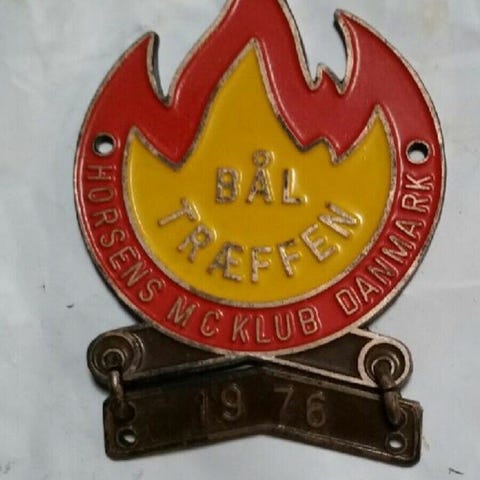 BÅL
TRÆFFEN
HORSENS MC KLUB DANMARK
1976